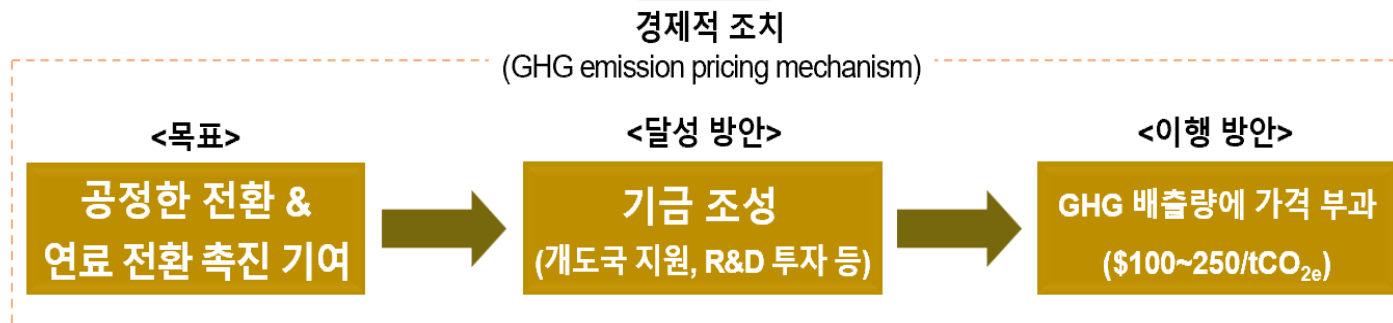 경제적 조치
(GHG emission pricing mechanism)
<목표>
공정한 전환 &
연료 전환 촉진 기여
<달성 방안>
기금 조성
(개도국 지원, R&D 투자 등)
<이행 방안>
GHG 배출량에 가격 부과
($100~250/tCO2e)